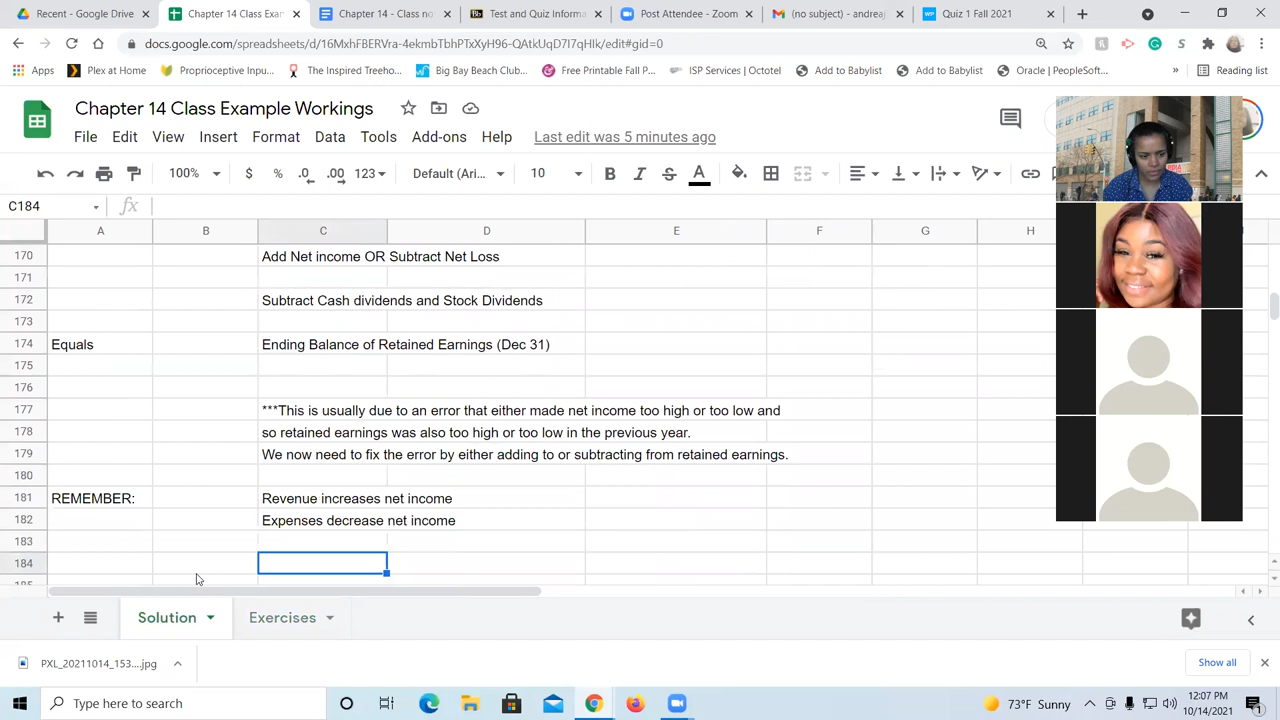 Recent - Google Drive
Chapter 14 Class Exan
Chapter 14 - Class no
Bb
Test and Quiz Informa
Post Attendee - Zoom
(no subject) - andreaj
WP
Quiz 1 Fall 2021
docs.google.com/spreadsheets/d/16MxhFBERVra-4ekmbTbLPTxXyH96-QAtkUqD7I7qHIk/edit#gid=0
Apps
Plex at Home
Proprioceptive Inpu...
The Inspired Treeho...
Big Bay Beach Club...
Free Printable Fall P...
ISP Services | Octotel
Add to Babylist
Add to Babylist
Oracle | PeopleSoft...
»
Reading list
Chapter 14 Class Example Workings
File Edit View Insert Format Data Tools Add-ons Help Last edit was 5 minutes ago
100% $ % .0 .00 123 Default (Ari... 10 B I S A
C184 fx
A B C D E F G H
170 Add Net income OR Subtract Net Loss
171
172 Subtract Cash dividends and Stock Dividends
173
174 Equals Ending Balance of Retained Earnings (Dec 31)
175
176
177 ***This is usually due to an error that either made net income too high or too low and
178 so retained earnings was also too high or too low in the previous year.
179 We now need to fix the error by either adding to or subtracting from retained earnings.
180
181 REMEMBER: Revenue increases net income
182 Expenses decrease net income
183
184
185
Solution Exercises
PXL_20211014_153....jpg
Show all
Type here to search
73°F Sunny
12:07 PM
10/14/2021
1